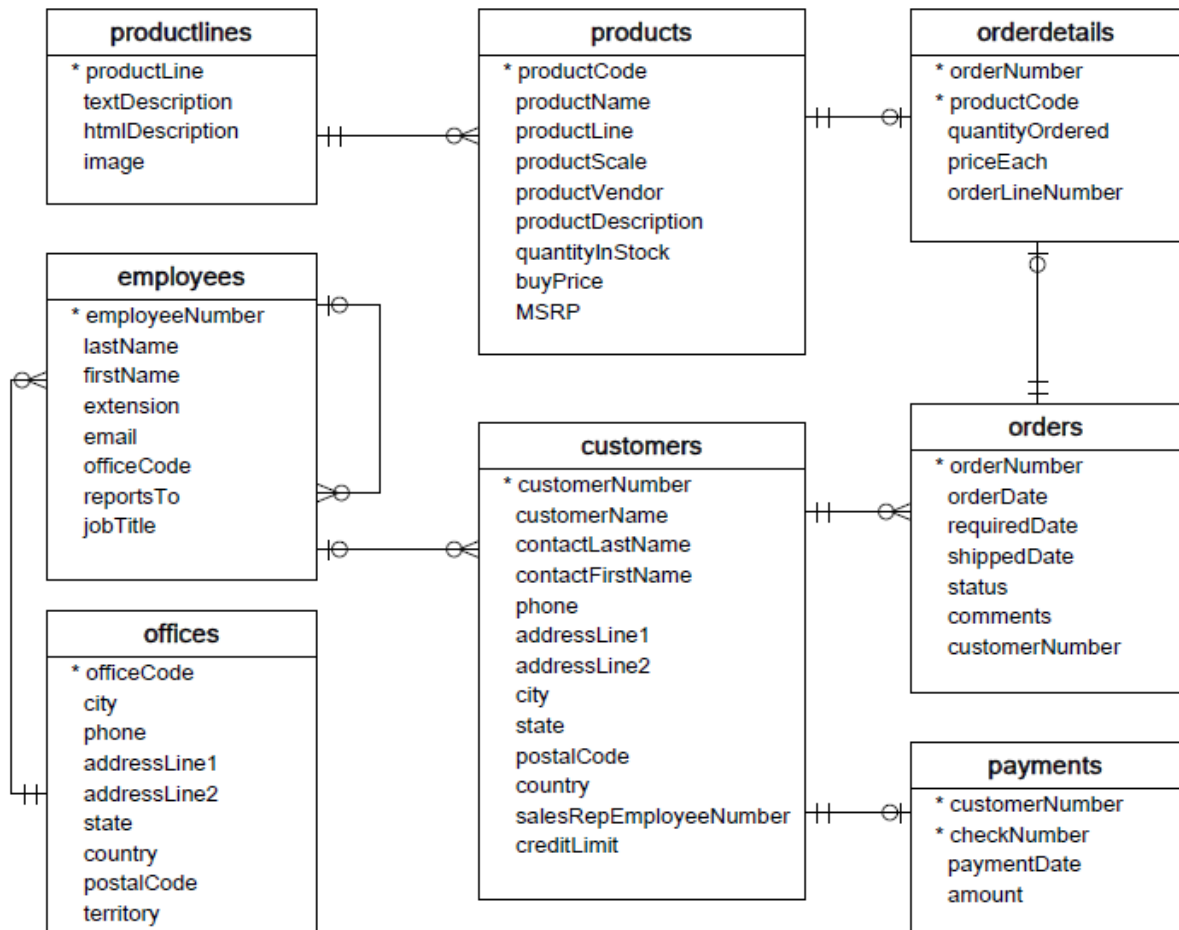 productlines
* productLine
textDescription
htmlDescription
image
products
* productCode
productName
productLine
productScale
productVendor
productDescription
quantityInStock
buyPrice
MSRP
orderdetails
* orderNumber
* productCode
quantityOrdered
priceEach
orderLineNumber
employees
* employeeNumber
lastName
firstName
extension
email
officeCode
reportsTo
jobTitle
customers
* customerNumber
customerName
contactLastName
contactFirstName
phone
addressLine1
addressLine2
city
state
postalCode
country
salesRepEmployeeNumber
creditLimit
orders
* orderNumber
orderDate
requiredDate
shippedDate
status
comments
customerNumber
offices
* officeCode
city
phone
addressLine1
addressLine2
state
country
postalCode
territory
payments
* customerNumber
* checkNumber
paymentDate
amount